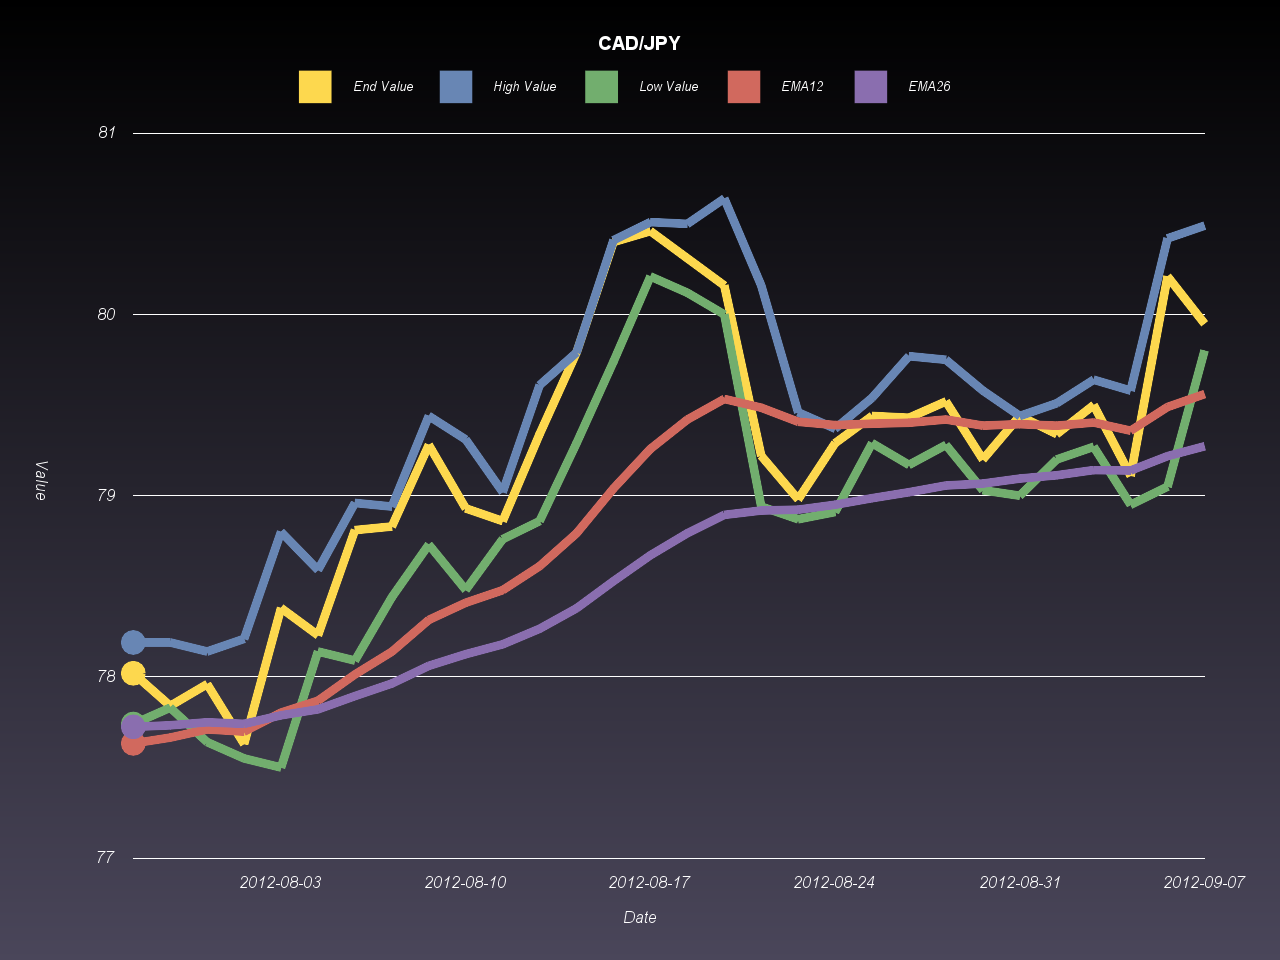 CAD/JPY
End Value High Value Low Value EMA12 EMA26
81
80
79
78
77
Value
2012-08-03 2012-08-10 2012-08-17 2012-08-24 2012-08-31 2012-09-07
Date